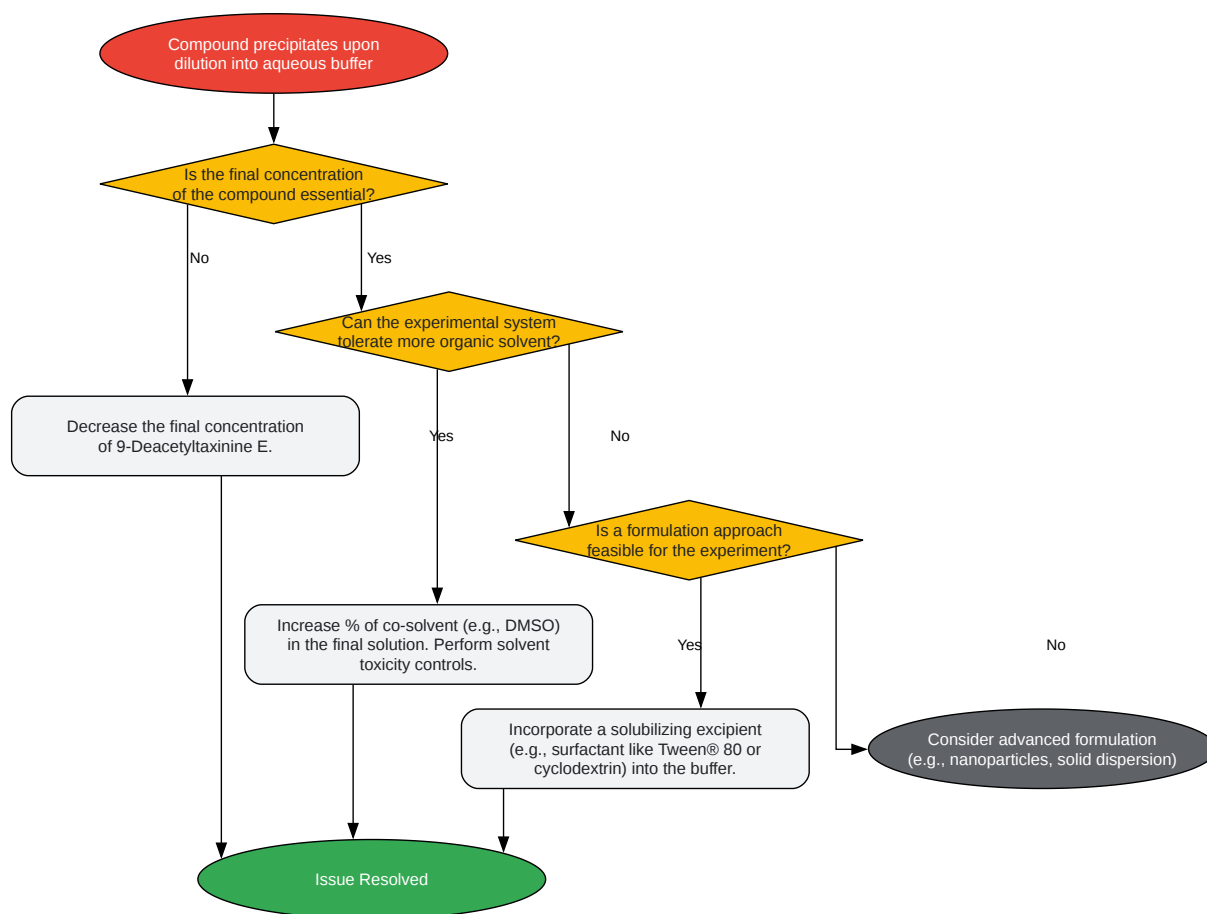 Compound precipitates upon
dilution into aqueous buffer
Is the final concentration
of the compound essential?
No
Yes
Can the experimental system
tolerate more organic solvent?
Decrease the final concentration
of 9-Deacetyltaxinine E.
Yes
No
Is a formulation approach
feasible for the experiment?
Increase % of co-solvent (e.g., DMSO)
in the final solution. Perform solvent
toxicity controls.
Yes
No
Incorporate a solubilizing excipient
(e.g., surfactant like Tween® 80 or
cyclodextrin) into the buffer.
Consider advanced formulation
(e.g., nanoparticles, solid dispersion)
Issue Resolved